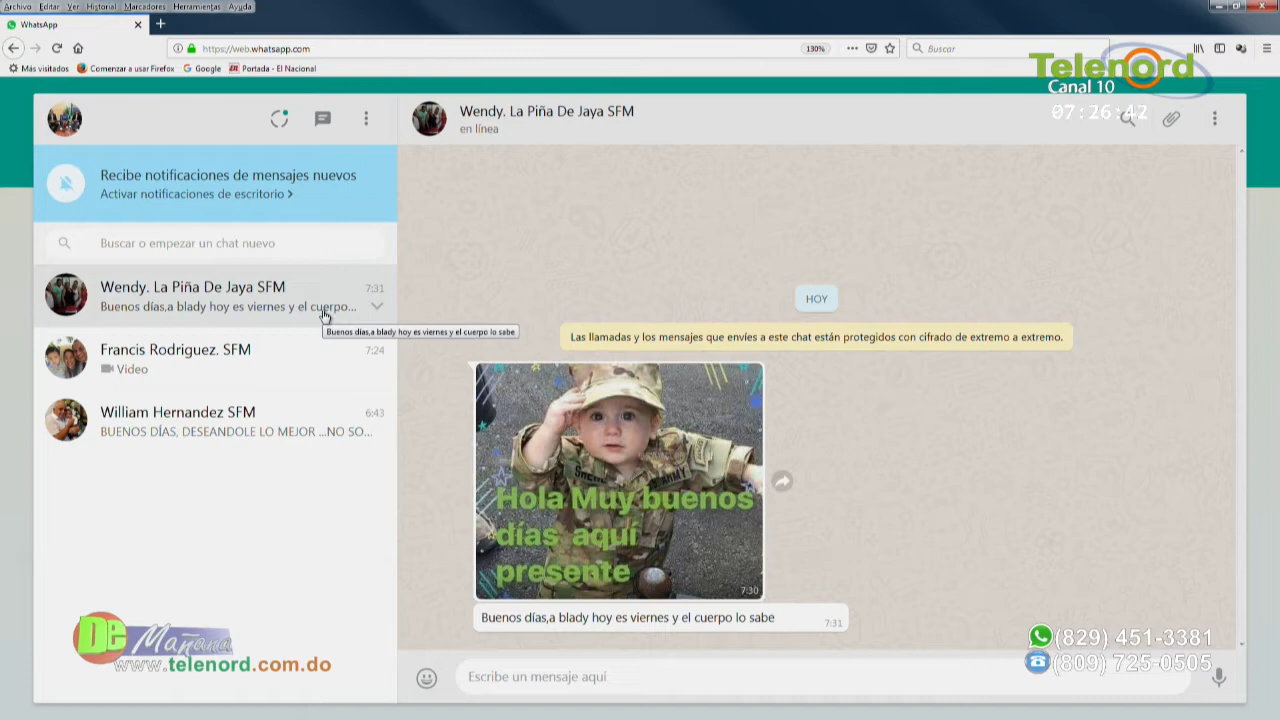 Archivo Editar Ver Historial Marcadores Herramientas Ayuda
WhatsApp
https://web.whatsapp.com
130%
Buscar
Más visitados Comenzar a usar Firefox Google Portada - El Nacional
Telenord
Canal 10
07:26:42
Wendy. La Piña De Jaya SFM
en línea
Recibe notificaciones de mensajes nuevos
Activar notificaciones de escritorio >
Buscar o empezar un chat nuevo
Wendy. La Piña De Jaya SFM 7:31
Buenos días,a blady hoy es viernes y el cuerpo...
Buenos días,a blady hoy es viernes y el cuerpo lo sabe
Francis Rodriguez. SFM 7:24
Video
William Hernandez SFM 6:43
BUENOS DÍAS, DESEANDOLE LO MEJOR ...NO SO...
HOY
Las llamadas y los mensajes que envíes a este chat están protegidos con cifrado de extremo a extremo.
ARMY
Hola Muy buenos
días aquí
presente
7:30
Buenos días,a blady hoy es viernes y el cuerpo lo sabe 7:31
Escribe un mensaje aquí
De Mañana
www.telenord.com.do
(829) 451-3381
(809) 725-0505